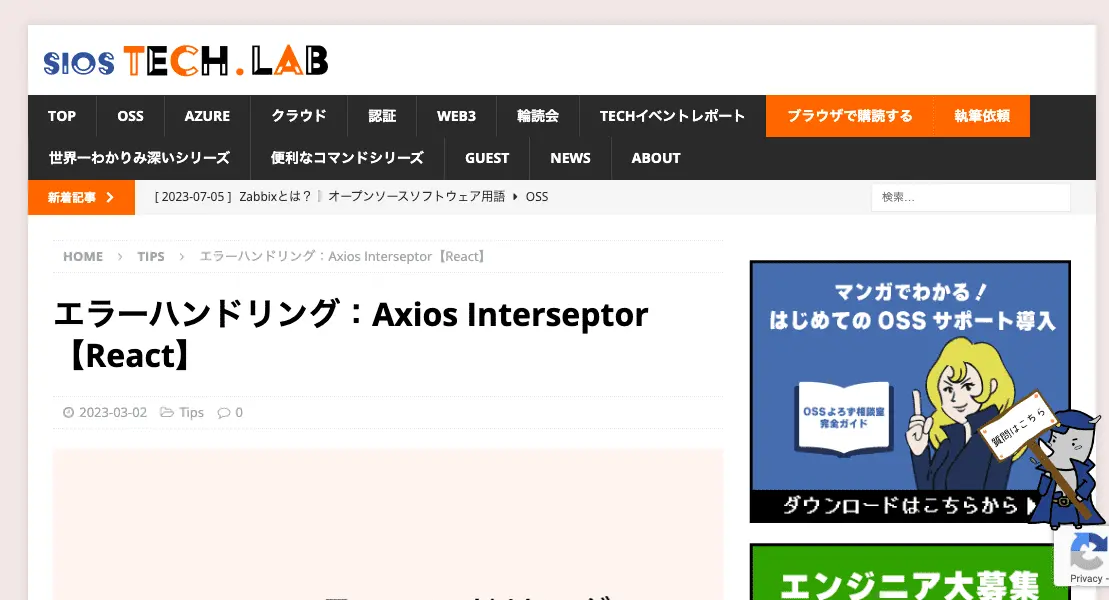 SIOS TECH.LAB
TOP OSS AZURE クラウド 認証 WEB3 輪読会 TECHイベントレポート ブラウザで購読する 執筆依頼
世界一わかりみ深いシリーズ 便利なコマンドシリーズ GUEST NEWS ABOUT
新着記事 [ 2023-07-05 ] Zabbixとは？ オープンソースソフトウェア用語 OSS 検索…
HOME TIPS エラーハンドリング：Axios Interseptor【React】
エラーハンドリング：Axios Interseptor
【React】
2023-03-02 Tips 0
マンガでわかる！
はじめての OSS サポート導入
OSSよろず相談室
完全ガイド
質問はこちら
ダウンロードはこちらから
Privacy -
エンジニア大募集